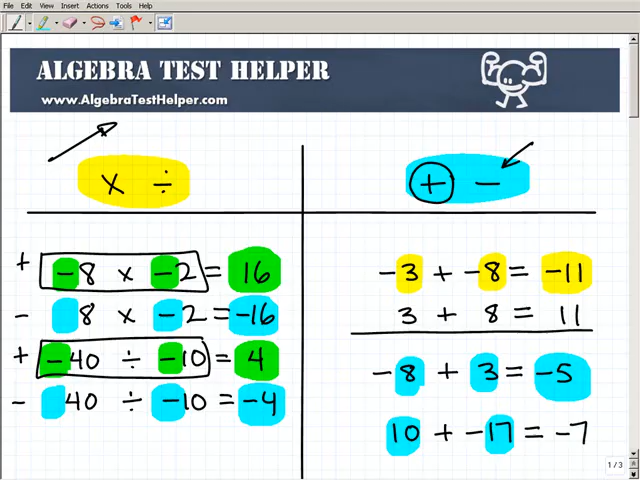 File Edit View Insert Actions Tools Help
ALGEBRA TEST HELPER
www.AlgebraTestHelper.com
x ÷
+ −
+ −8 x −2 = 16
− 8 x −2 = −16
+ −40 ÷ −10 = 4
− 40 ÷ −10 = −4
−3 + −8 = −11
3 + 8 = 11
−8 + 3 = −5
10 + −17 = −7
1/3